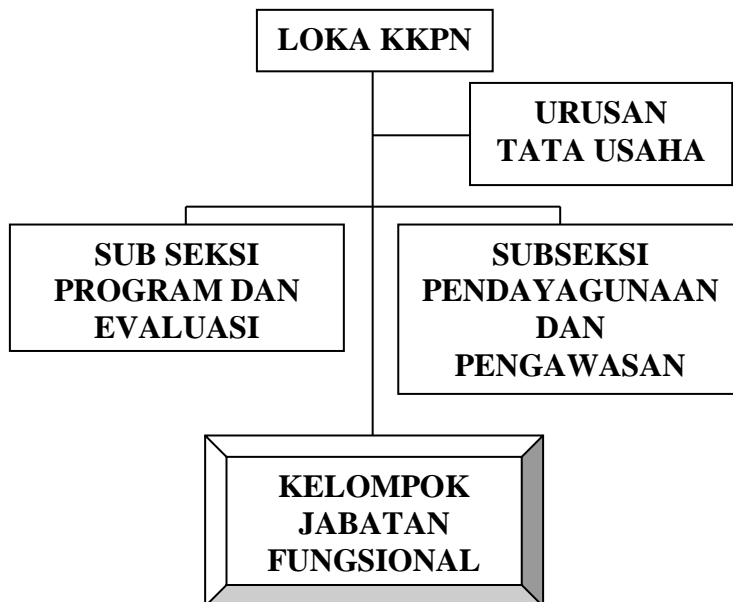 LOKA KKPN
URUSAN
TATA USAHA
SUB SEKSI
PROGRAM DAN
EVALUASI
SUBSEKSI
PENDAYAGUNAAN
DAN
PENGAWASAN
KELOMPOK
JABATAN
FUNGSIONAL